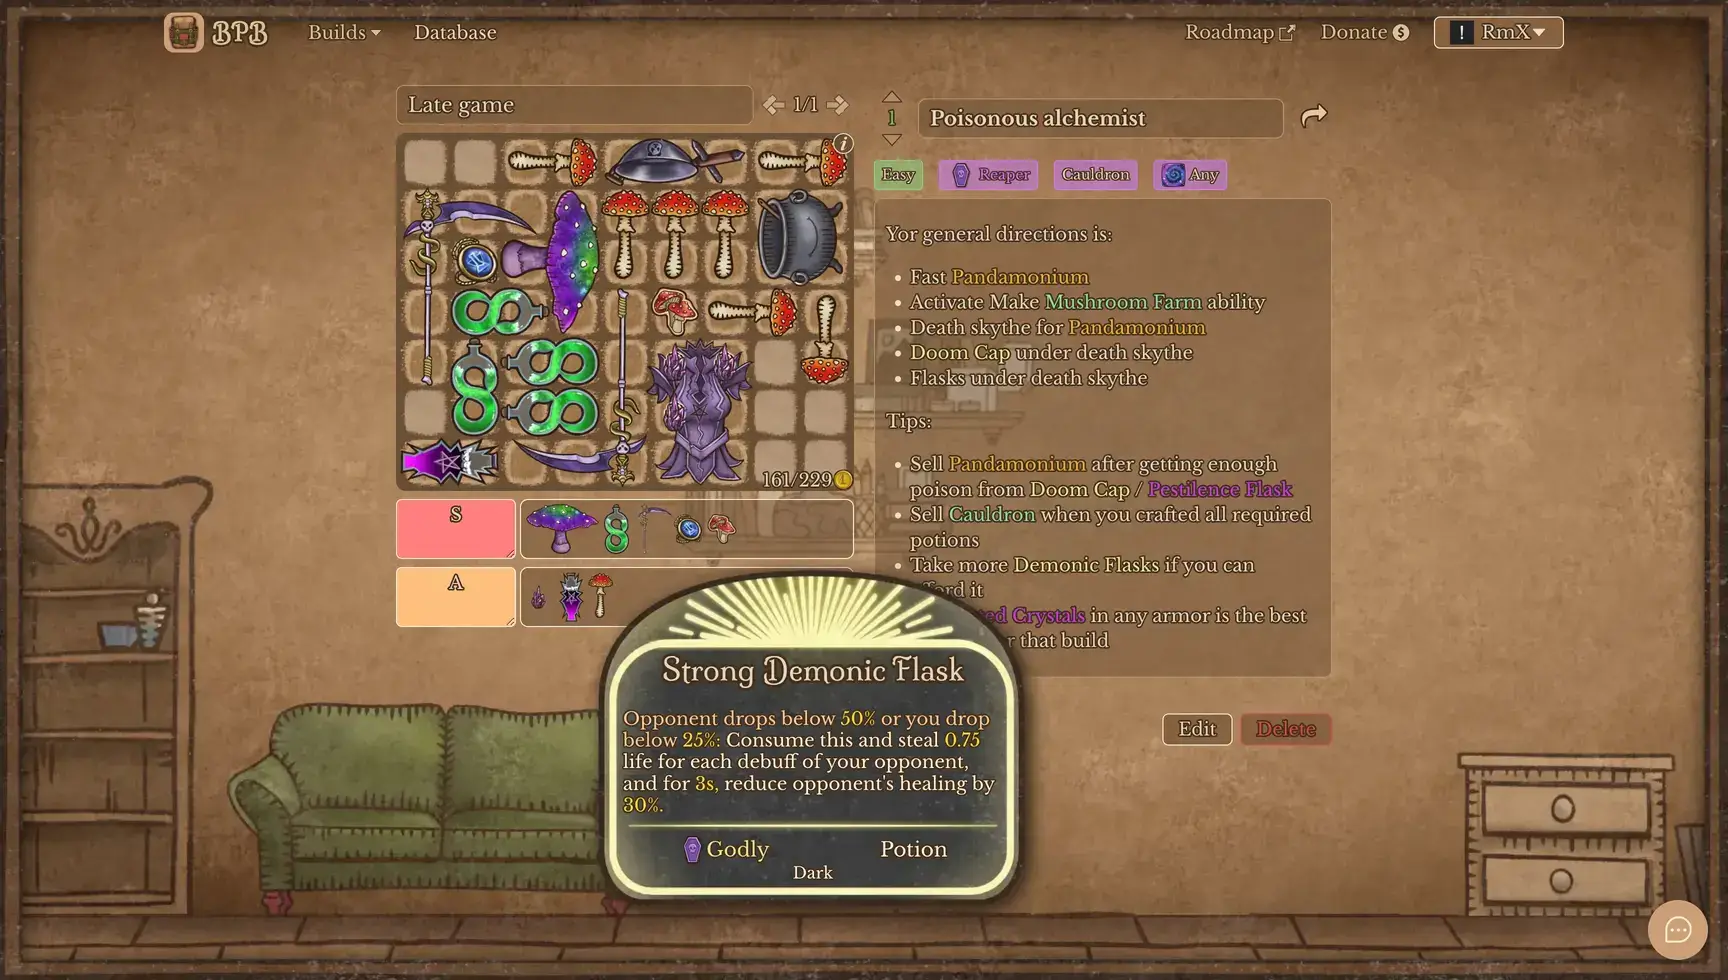 BPB
Builds
Database
Roadmap
Donate
RmX
Late game
1/1
1
Poisonous alchemist
Easy
Reaper
Cauldron
Any
Yor general directions is:
Fast Pandamonium
Activate Make Mushroom Farm ability
Death skythe for Pandamonium
Doom Cap under death skythe
Flasks under death skythe
Tips:
Sell Pandamonium after getting enough
poison from Doom Cap / Pestilence Flask
Sell Cauldron when you crafted all required
potions
Take more Demonic Flasks if you can
it
Crystals in any armor is the best
that build
161/229
S
A
Strong Demonic Flask
Opponent drops below 50% or you drop
below 25%: Consume this and steal 0.75
life for each debuff of your opponent,
and for 3s, reduce opponent's healing by
30%.
Godly
Potion
Dark
Edit
Delete